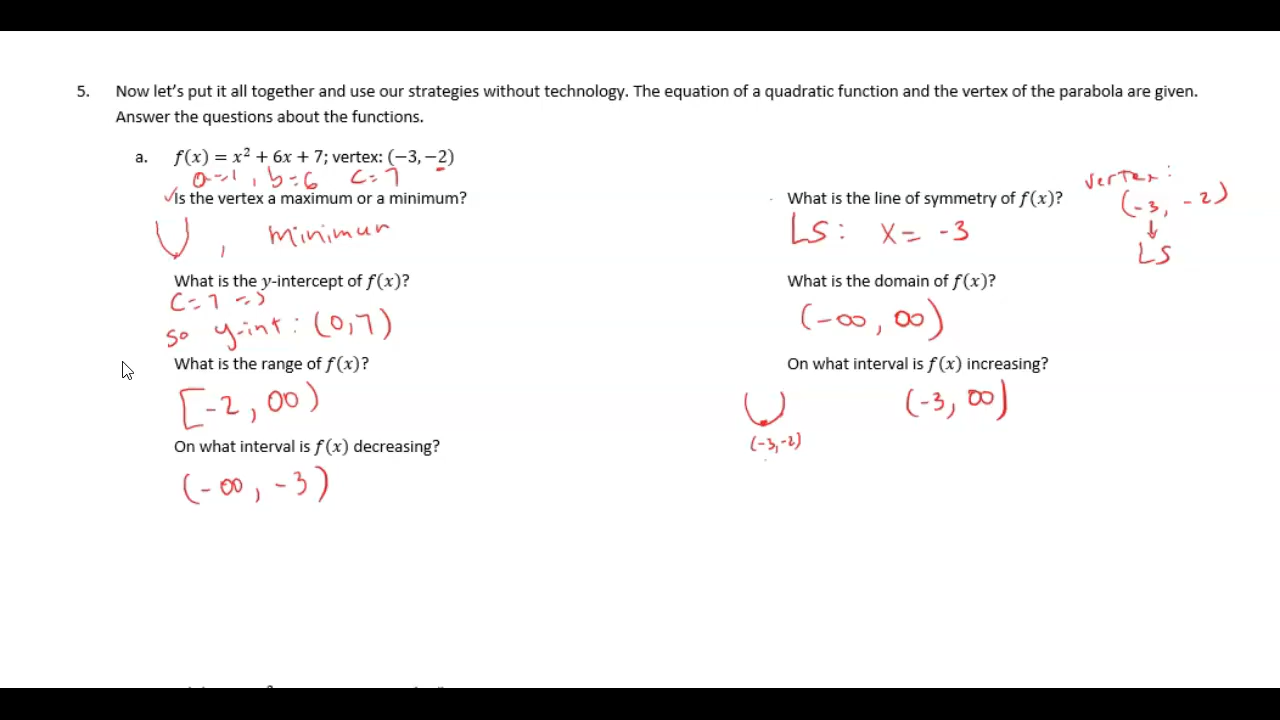 5. Now let's put it all together and use our strategies without technology. The equation of a quadratic function and the vertex of the parabola are given.
Answer the questions about the functions.
a. f(x) = x² + 6x + 7; vertex: (−3, −2)
a=1, b=6 c=7
✓Is the vertex a maximum or a minimum?
, minimum
What is the y-intercept of f(x)?
c=7 =>
so y-int: (0,7)
What is the range of f(x)?
[-2, ∞)
On what interval is f(x) decreasing?
(-∞, -3)
What is the line of symmetry of f(x)?
LS: x= -3
vertex:
(-3, -2)
↓
LS
What is the domain of f(x)?
(-∞, ∞)
On what interval is f(x) increasing?
(-3, ∞)
(-3,-2)